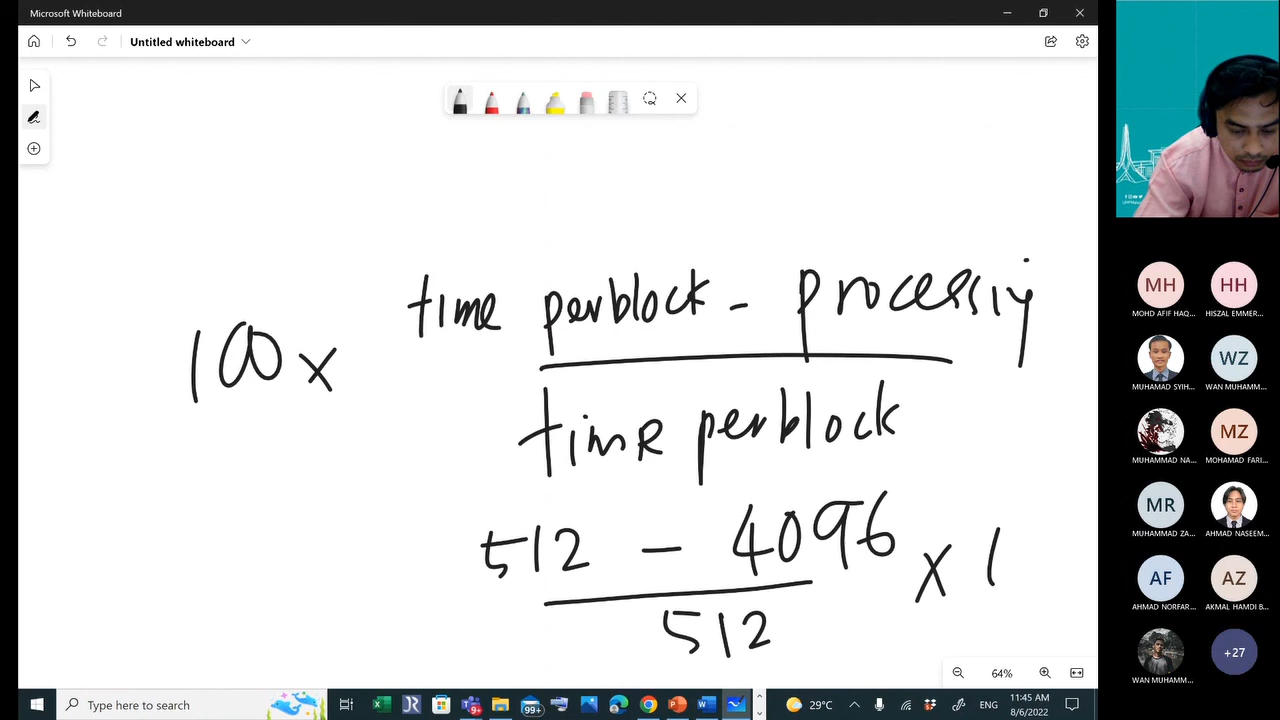 Microsoft Whiteboard
Untitled whiteboard
time perblock - processing
100 x
time perblock
512 - 4096 x 1
512
64%
MH
HH
MOHD AFIF HAQ...
HISZAL EMMER...
WZ
MUHAMAD SYIH...
WAN MUHAMM...
MZ
MUHAMMAD NA...
MOHAMAD FARI...
MR
MUHAMMAD ZA...
AHMAD NASEEM...
AF
AZ
AHMAD NORFAR...
AKMAL HAMDI B...
+27
WAN MUHAMM...
Type here to search
99+
29°C
ENG
11:45 AM
8/6/2022